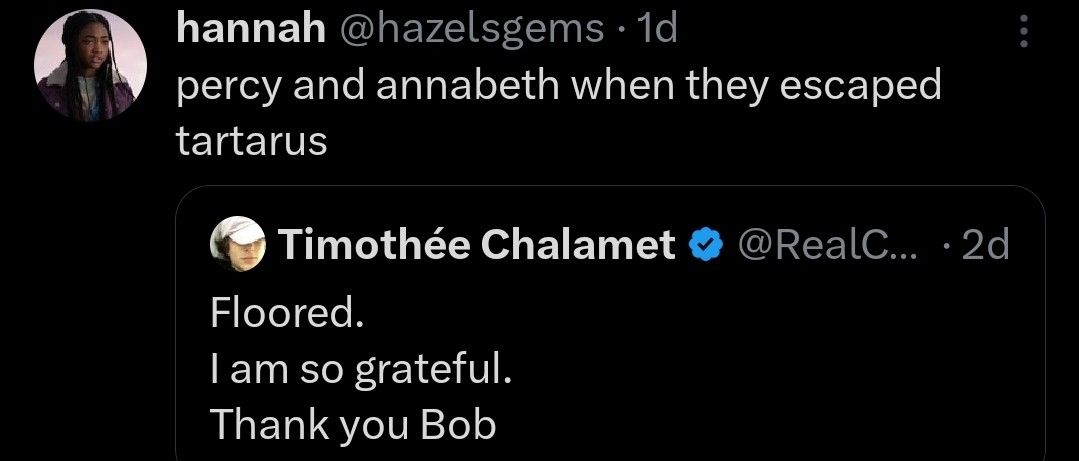 hannah @hazelsgems · 1d
percy and annabeth when they escaped
tartarus
Timothée Chalamet @RealC... · 2d
Floored.
I am so grateful.
Thank you Bob